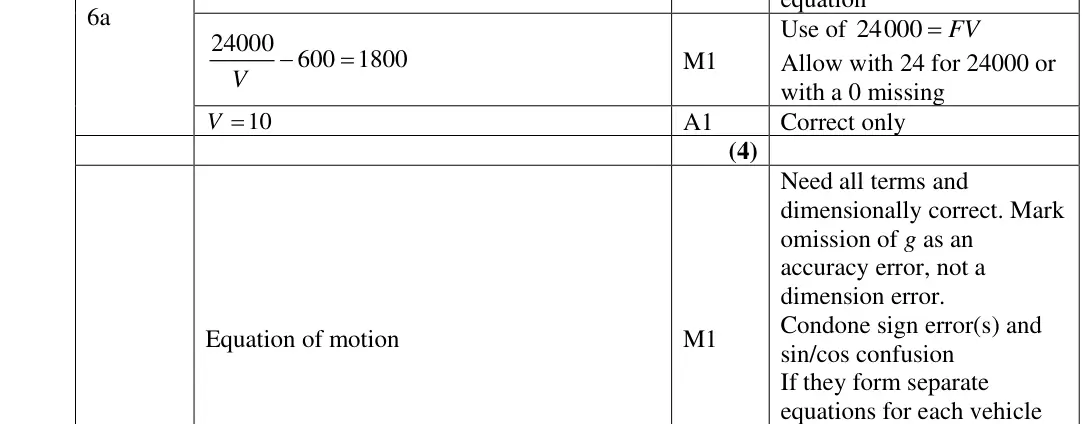 equation
6a
24000/V − 600 = 1800
M1
Use of 24000 = FV
Allow with 24 for 24000 or
with a 0 missing
V = 10
A1
Correct only
(4)
Equation of motion
M1
Need all terms and
dimensionally correct. Mark
omission of g as an
accuracy error, not a
dimension error.
Condone sign error(s) and
sin/cos confusion
If they form separate
equations for each vehicle